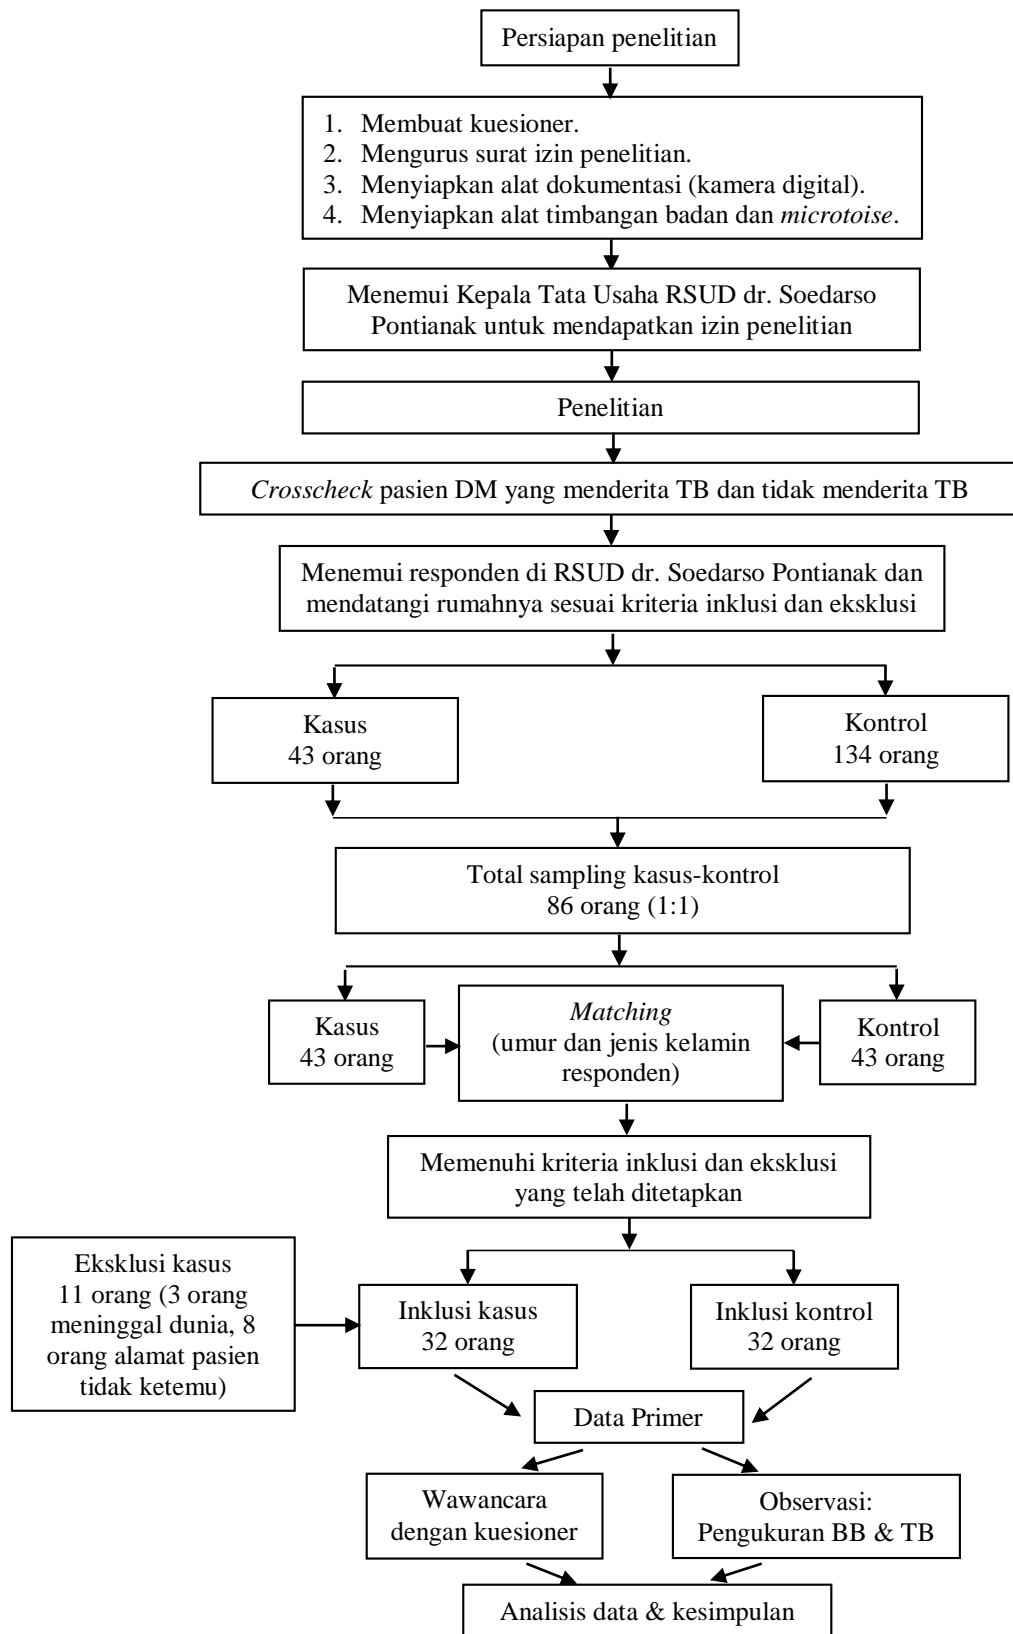 Persiapan penelitian
1. Membuat kuesioner.
2. Mengurus surat izin penelitian.
3. Menyiapkan alat dokumentasi (kamera digital).
4. Menyiapkan alat timbangan badan dan microtoise.
Menemui Kepala Tata Usaha RSUD dr. Soedarso
Pontianak untuk mendapatkan izin penelitian
Penelitian
Crosscheck pasien DM yang menderita TB dan tidak menderita TB
Menemui responden di RSUD dr. Soedarso Pontianak dan
mendatangi rumahnya sesuai kriteria inklusi dan eksklusi
Kasus
43 orang
Kontrol
134 orang
Total sampling kasus-kontrol
86 orang (1:1)
Kasus
43 orang
Matching
(umur dan jenis kelamin
responden)
Kontrol
43 orang
Memenuhi kriteria inklusi dan eksklusi
yang telah ditetapkan
Eksklusi kasus
11 orang (3 orang
meninggal dunia, 8
orang alamat pasien
tidak ketemu)
Inklusi kasus
32 orang
Inklusi kontrol
32 orang
Data Primer
Wawancara
dengan kuesioner
Observasi:
Pengukuran BB & TB
Analisis data & kesimpulan